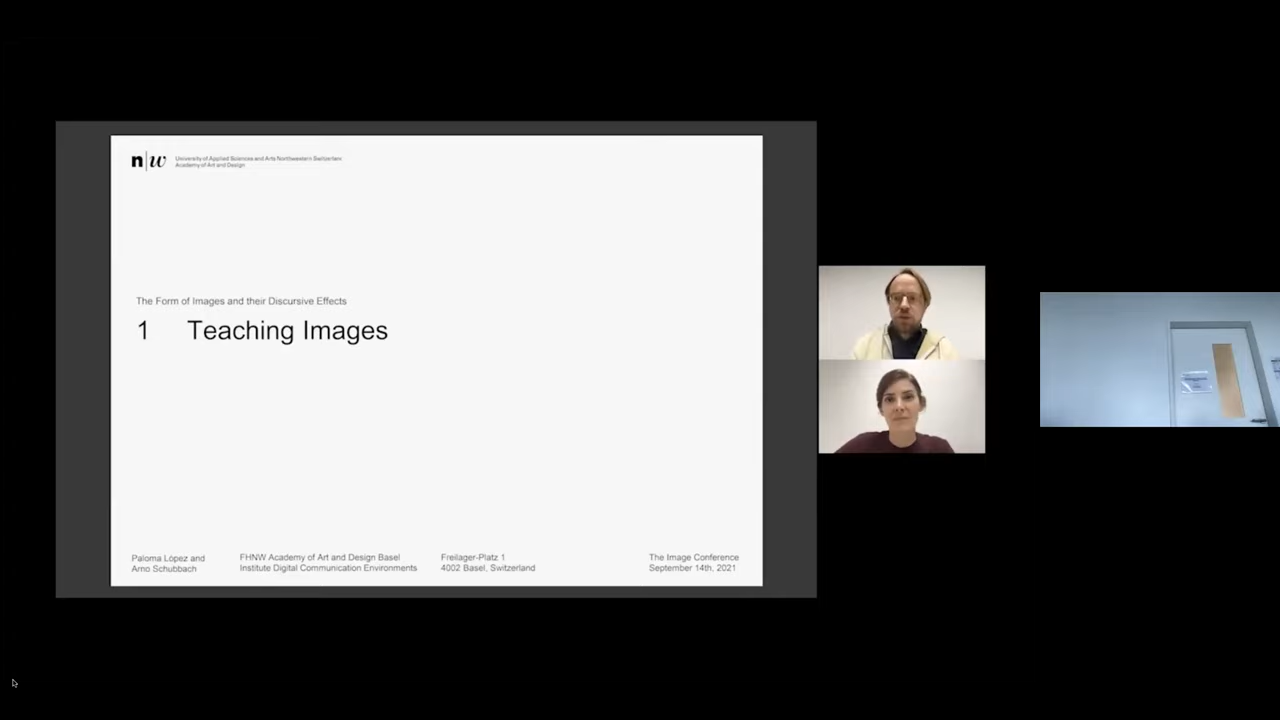 n|w
University of Applied Sciences and Arts Northwestern Switzerland
Academy of Art and Design
The Form of Images and their Discursive Effects
1 Teaching Images
Paloma López and
Arno Schubbach
FHNW Academy of Art and Design Basel
Institute Digital Communication Environments
Freilager-Platz 1
4002 Basel, Switzerland
The Image Conference
September 14th, 2021